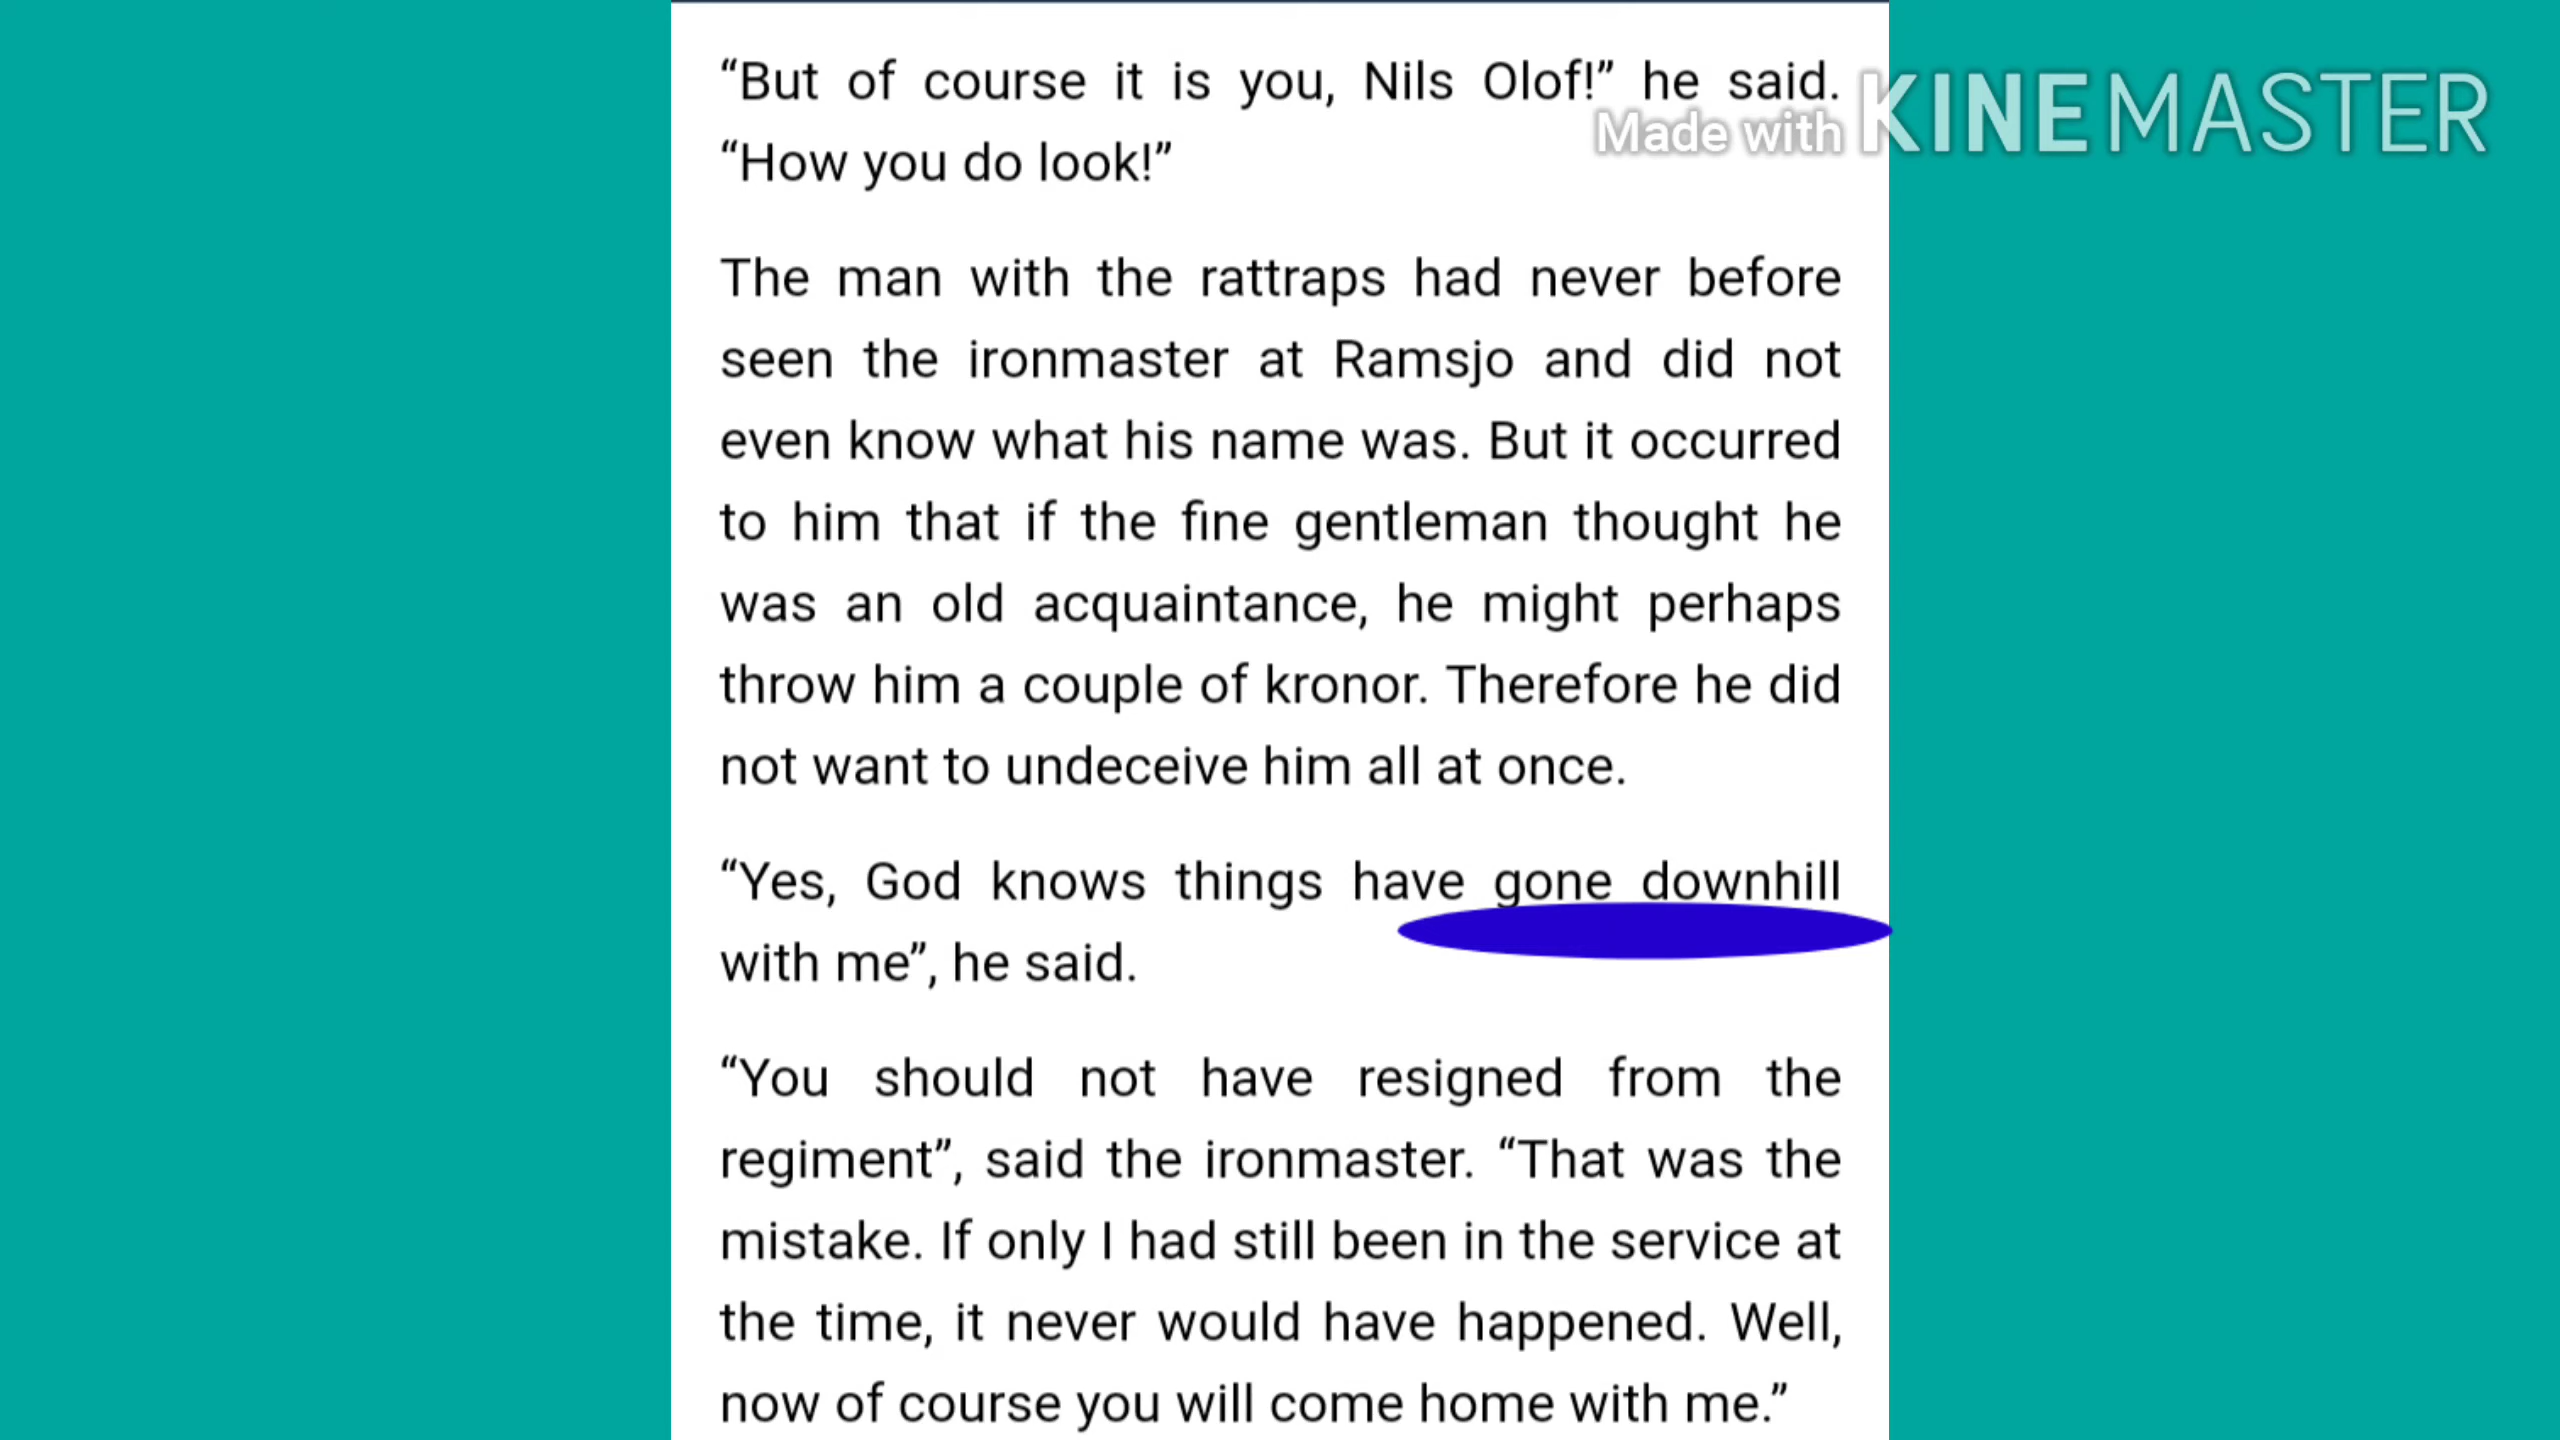 “But of course it is you, Nils Olof!” he said.
Made with KINEMASTER
“How you do look!”
The man with the rattraps had never before
seen the ironmaster at Ramsjo and did not
even know what his name was. But it occurred
to him that if the fine gentleman thought he
was an old acquaintance, he might perhaps
throw him a couple of kronor. Therefore he did
not want to undeceive him all at once.
“Yes, God knows things have gone downhill
with me”, he said.
“You should not have resigned from the
regiment”, said the ironmaster. “That was the
mistake. If only I had still been in the service at
the time, it never would have happened. Well,
now of course you will come home with me.”